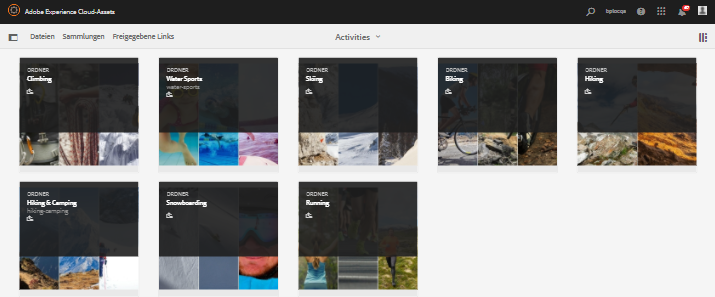 Adobe Experience Cloud-Assets
bplocqa
Dateien Sammlungen Freigegebene Links
Activities
ORDNER
Climbing
ORDNER
Water Sports
water-sports
ORDNER
Skiing
ORDNER
Biking
ORDNER
Hiking
ORDNER
Hiking & Camping
hiking-camping
ORDNER
Snowboarding
ORDNER
Running